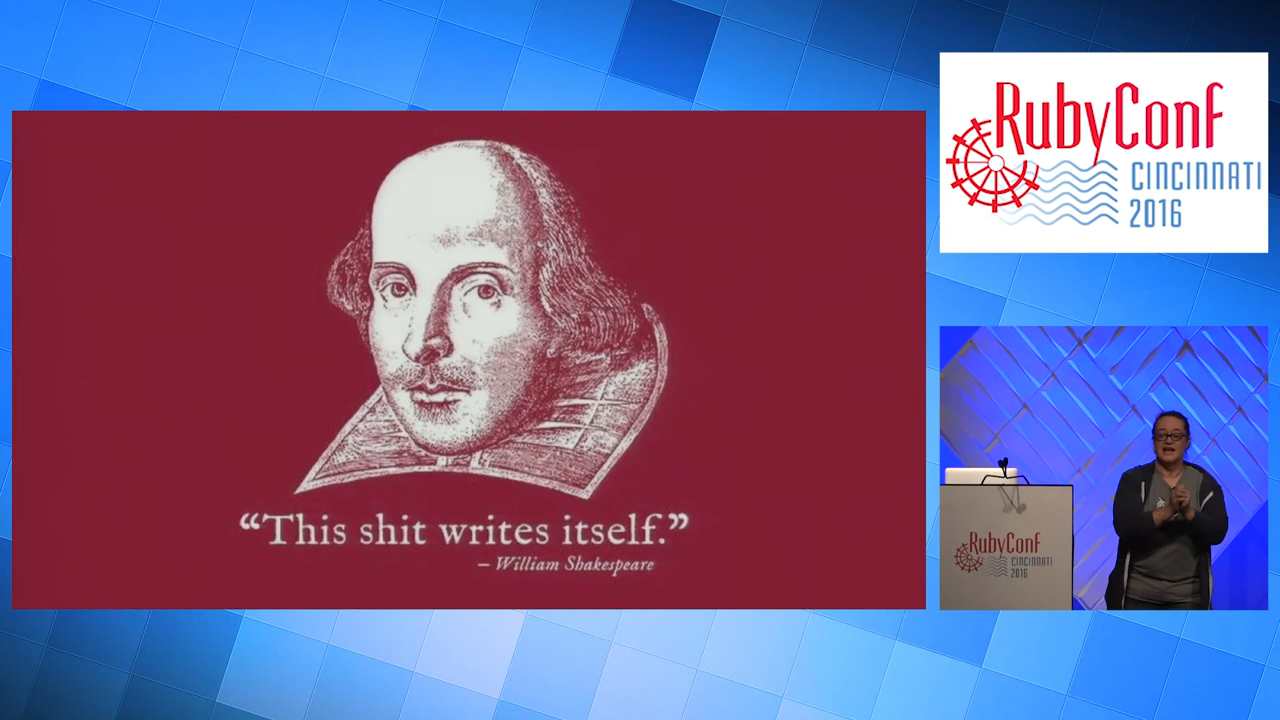 “This shit writes itself.”
– William Shakespeare
RubyConf
CINCINNATI
2016
RubyConf
CINCINNATI
2016